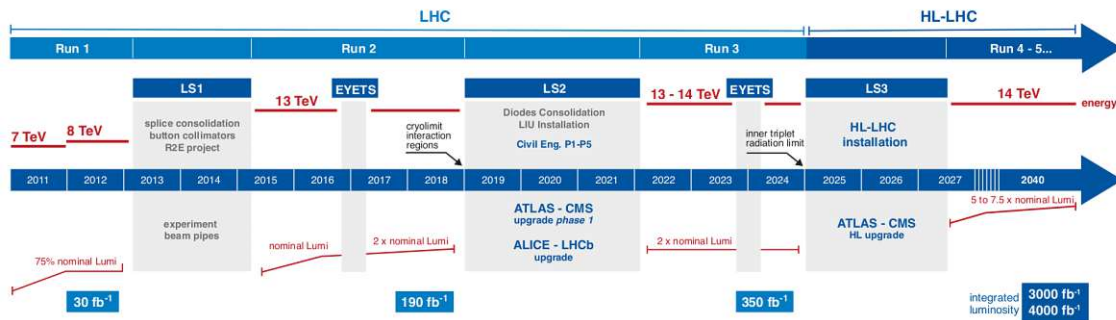 LHC
HL-LHC
Run 1
Run 2
Run 3
Run 4 - 5...
LS1
EYETS
LS2
EYETS
LS3
13 TeV
13 - 14 TeV
14 TeV
energy
splice consolidation
button collimators
R2E project
Diodes Consolidation
LIU Installation
Civil Eng. P1-P5
HL-LHC
installation
7 TeV
8 TeV
cryolimit
interaction
regions
inner triplet
radiation limit
2011
2012
2013
2014
2015
2016
2017
2018
2019
2020
2021
2022
2023
2024
2025
2026
2027
2040
5 to 7.5 x nominal Lumi
experiment
beam pipes
ATLAS - CMS
upgrade phase 1
ALICE - LHCb
upgrade
ATLAS - CMS
HL upgrade
75% nominal Lumi
nominal Lumi
2 x nominal Lumi
2 x nominal Lumi
30 fb⁻¹
190 fb⁻¹
350 fb⁻¹
integrated
luminosity
3000 fb⁻¹
4000 fb⁻¹